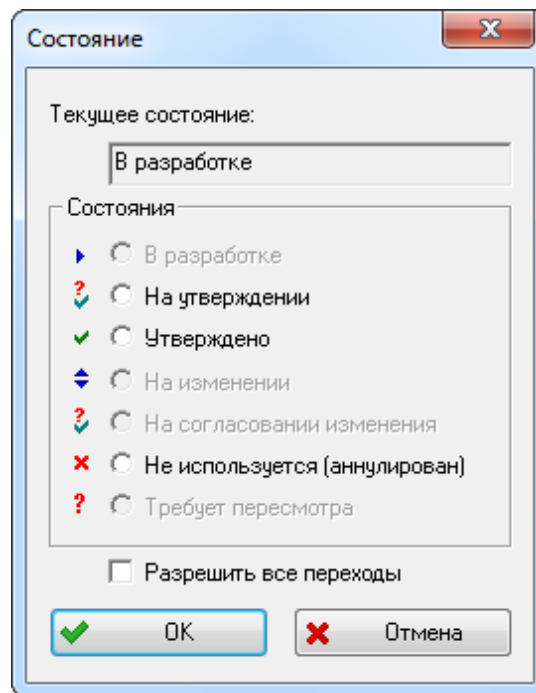 Состояние
Текущее состояние:
В разработке
Состояния
В разработке
На утверждении
Утверждено
На изменении
На согласовании изменения
Не используется (аннулирован)
Требует пересмотра
Разрешить все переходы
OK
Отмена